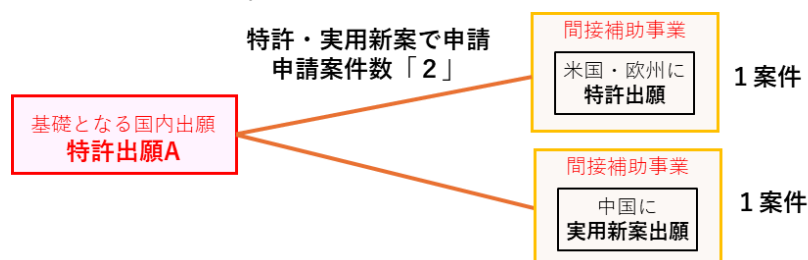 特許・実用新案で申請
申請案件数「２」
基礎となる国内出願
特許出願A
間接補助事業
米国・欧州に
特許出願
１案件
間接補助事業
中国に
実用新案出願
１案件